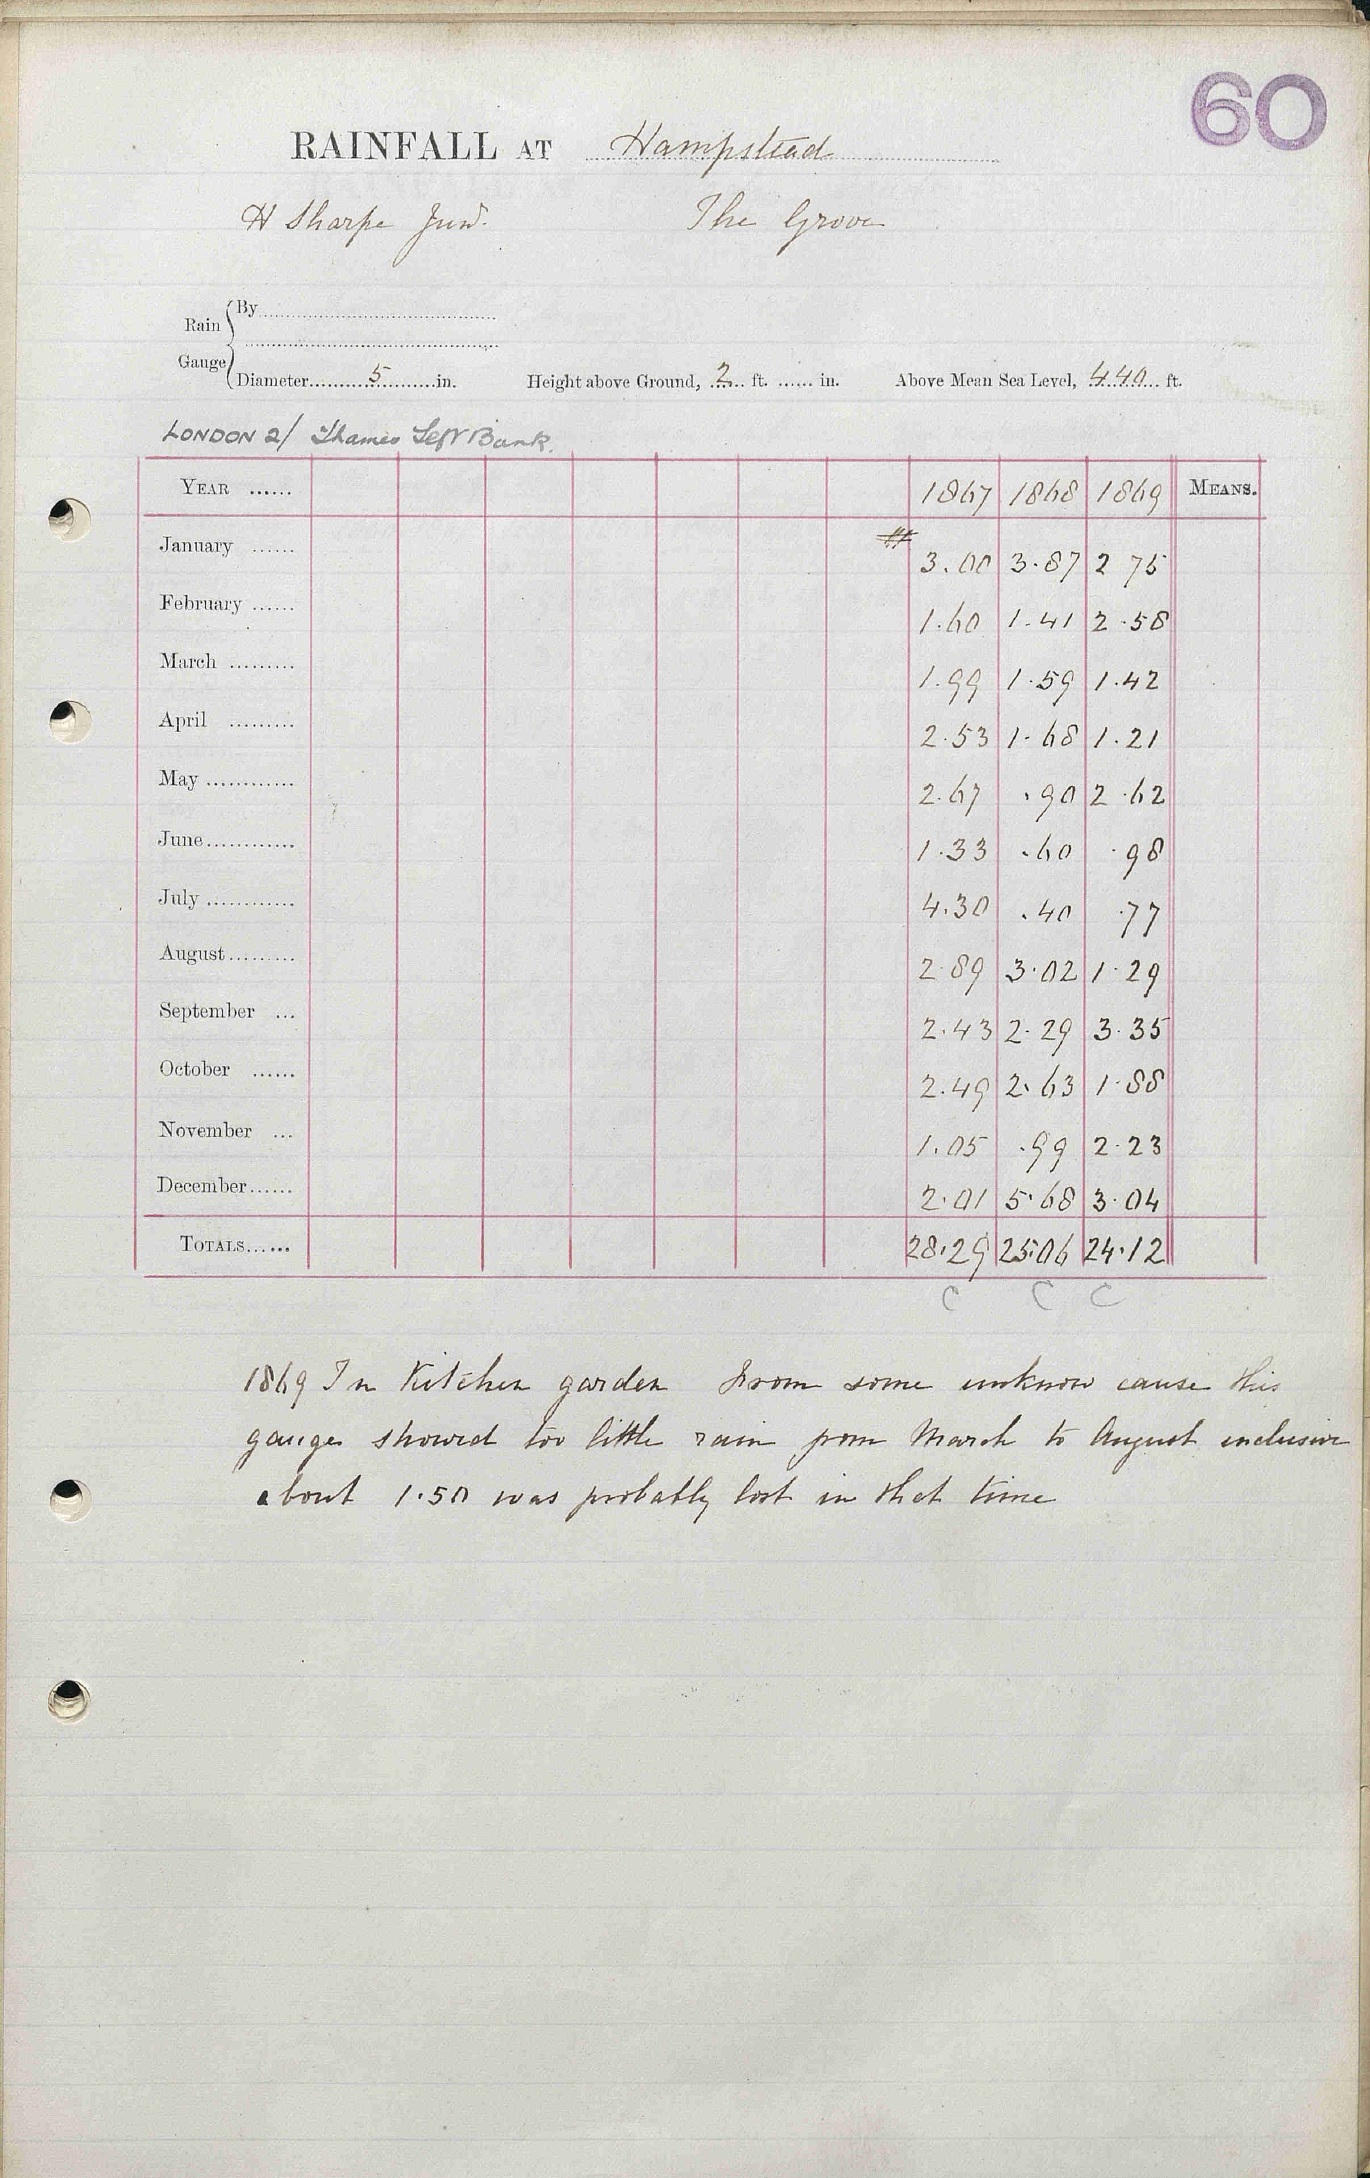 60
RAINFALL AT Hampstead
H Sharpe Junr. The Grove
Rain Gauge
By
Diameter 5 in. Height above Ground, 2 ft. in. Above Mean Sea Level, 440 ft.
LONDON 2/ Thames Left Bank.
YEAR 1867 1868 1869 MEANS.
January 3.00 3.87 2 75
February 1.60 1.41 2.58
March 1.99 1.59 1.42
April 2.53 1.68 1.21
May 2.67 .90 2.62
June 1.33 .60 .98
July 4.30 .40 .77
August 2.89 3.02 1.29
September 2.43 2.29 3.35
October 2.49 2.63 1.88
November 1.05 .99 2.23
December 2.01 5.68 3.04
TOTALS 28.29 25.06 24.12
C C C
1869 In Kitchen garden From some unknow cause this
gauge showed too little rain from March to August inclusive
about 1.50 was probably lost in that time